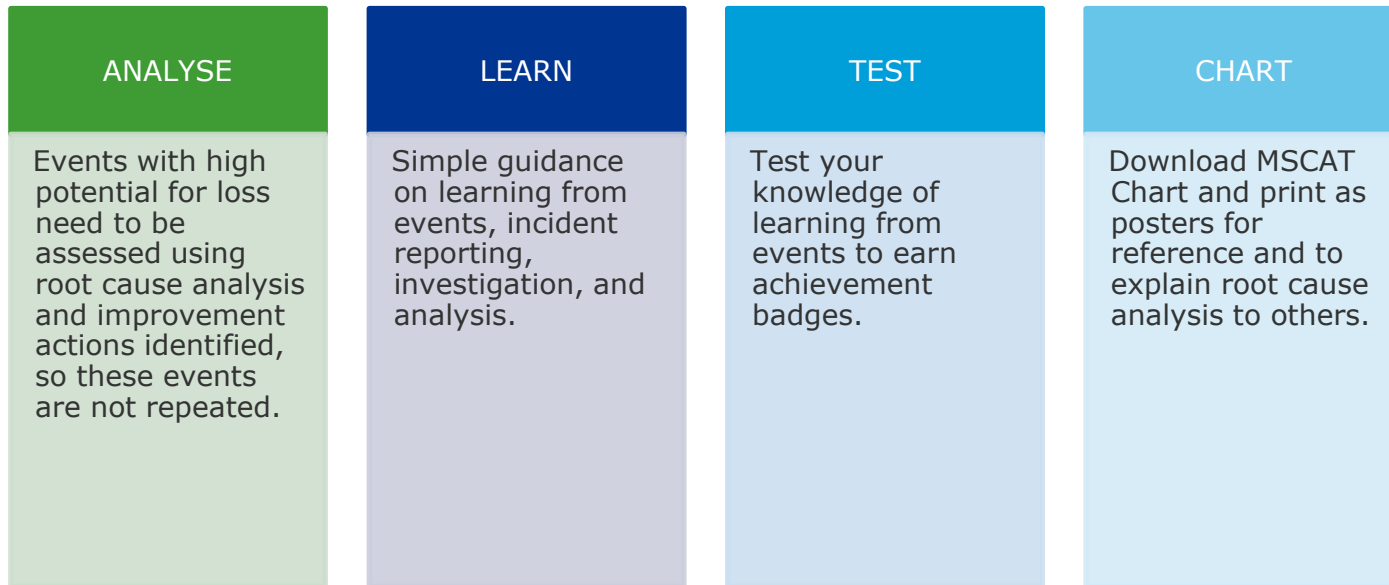 ANALYSE
Events with high
potential for loss
need to be
assessed using
root cause analysis
and improvement
actions identified,
so these events
are not repeated.
LEARN
Simple guidance
on learning from
events, incident
reporting,
investigation, and
analysis.
TEST
Test your
knowledge of
learning from
events to earn
achievement
badges.
CHART
Download MSCAT
Chart and print as
posters for
reference and to
explain root cause
analysis to others.